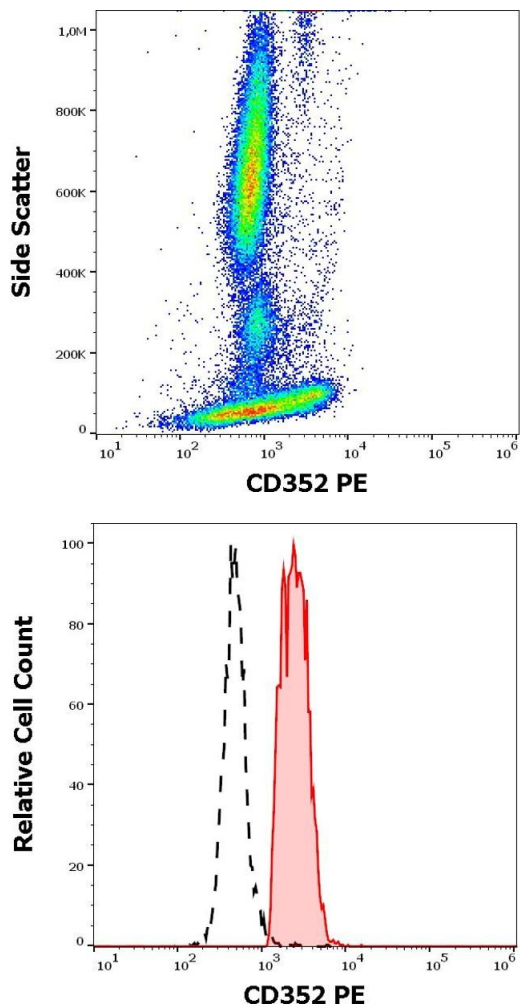 1,0M
800K
600K
400K
200K
0
Side Scatter
10¹ 10² 10³ 10⁴ 10⁵ 10⁶
CD352 PE
100
80
60
40
20
0
Relative Cell Count
10¹ 10² 10³ 10⁴ 10⁵ 10⁶
CD352 PE